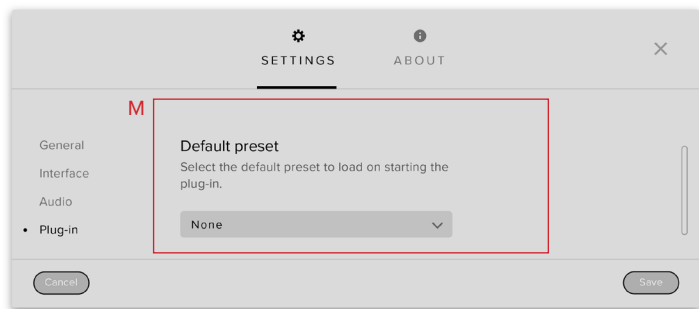 SETTINGS
ABOUT
M
General
Interface
Audio
Plug-in
Default preset
Select the default preset to load on starting the
plug-in.
None
Cancel
Save